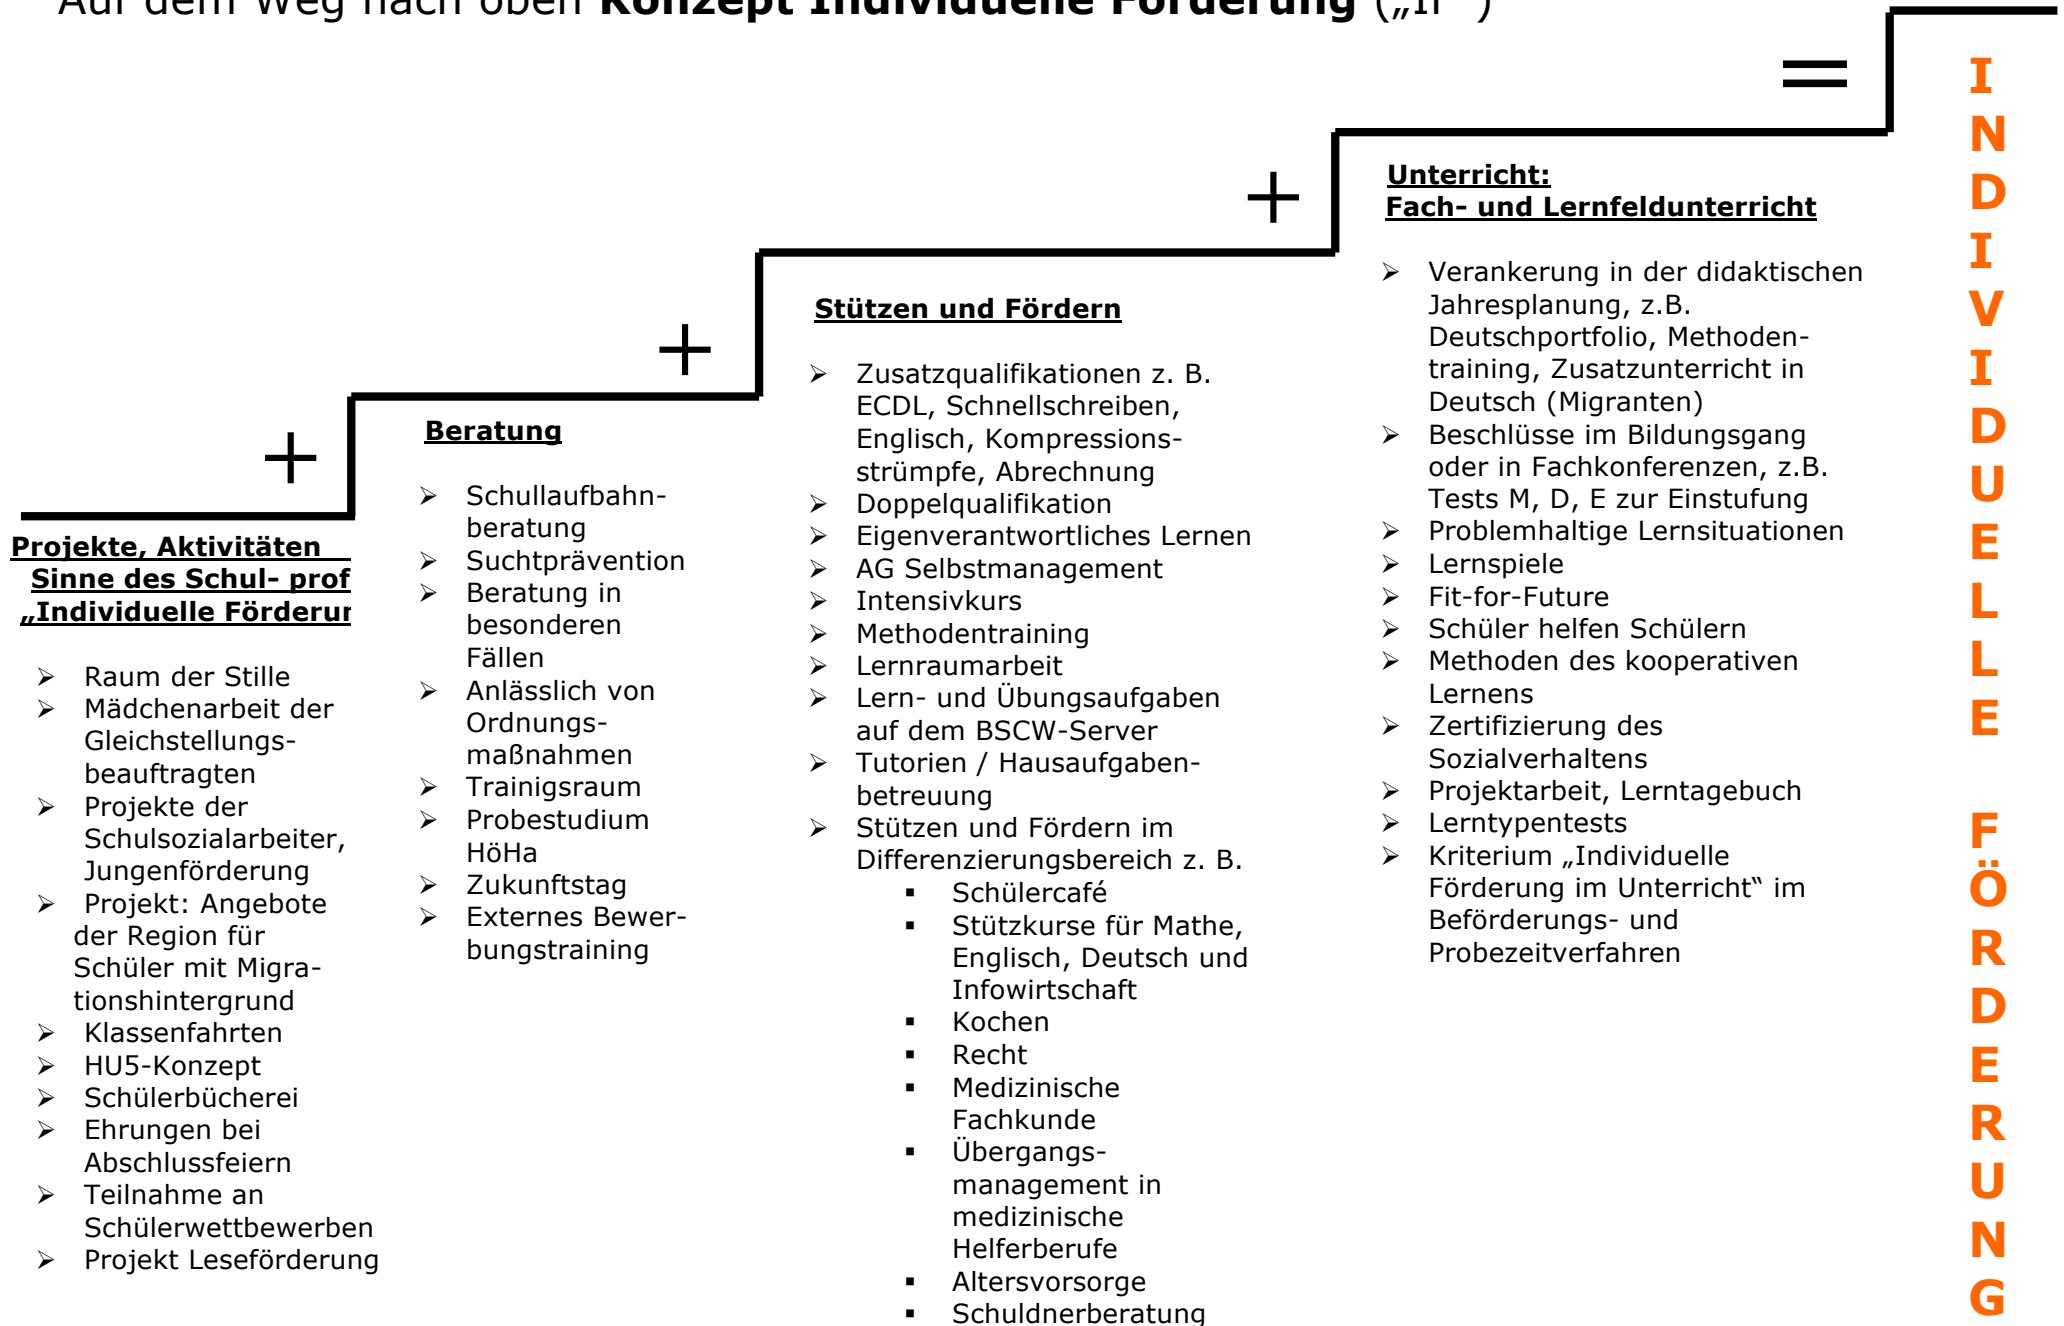 Auf dem Weg nach oben Konzept Individuelle Förderung („IF“)
=
+
Unterricht:
Fach- und Lernfeldunterricht
➢ Verankerung in der didaktischen
Jahresplanung, z.B.
Deutschportfolio, Methoden-
training, Zusatzunterricht in
Deutsch (Migranten)
➢ Beschlüsse im Bildungsgang
oder in Fachkonferenzen, z.B.
Tests M, D, E zur Einstufung
➢ Problemhaltige Lernsituationen
➢ Lernspiele
➢ Fit-for-Future
➢ Schüler helfen Schülern
➢ Methoden des kooperativen
Lernens
➢ Zertifizierung des
Sozialverhaltens
➢ Projektarbeit, Lerntagebuch
➢ Lerntypentests
➢ Kriterium „Individuelle
Förderung im Unterricht“ im
Beförderungs- und
Probezeitverfahren
+
Stützen und Fördern
➢ Zusatzqualifikationen z. B.
ECDL, Schnellschreiben,
Englisch, Kompressions-
strümpfe, Abrechnung
➢ Doppelqualifikation
➢ Eigenverantwortliches Lernen
➢ AG Selbstmanagement
➢ Intensivkurs
➢ Methodentraining
➢ Lernraumarbeit
➢ Lern- und Übungsaufgaben
auf dem BSCW-Server
➢ Tutorien / Hausaufgaben-
betreuung
➢ Stützen und Fördern im
Differenzierungsbereich z. B.
▪ Schülercafé
▪ Stützkurse für Mathe,
Englisch, Deutsch und
Infowirtschaft
▪ Kochen
▪ Recht
▪ Medizinische
Fachkunde
▪ Übergangs-
management in
medizinische
Helferberufe
▪ Altersvorsorge
▪ Schuldnerberatung
+
Beratung
➢ Schullaufbahn-
beratung
➢ Suchtprävention
➢ Beratung in
besonderen
Fällen
➢ Anlässlich von
Ordnungs-
maßnahmen
➢ Trainigsraum
➢ Probestudium
HöHa
➢ Zukunftstag
➢ Externes Bewer-
bungstraining
Projekte, Aktivitäten
Sinne des Schul- prof
„Individuelle Förderun
➢ Raum der Stille
➢ Mädchenarbeit der
Gleichstellungs-
beauftragten
➢ Projekte der
Schulsozialarbeiter,
Jungenförderung
➢ Projekt: Angebote
der Region für
Schüler mit Migra-
tionshintergrund
➢ Klassenfahrten
➢ HU5-Konzept
➢ Schülerbücherei
➢ Ehrungen bei
Abschlussfeiern
➢ Teilnahme an
Schülerwettbewerben
➢ Projekt Leseförderung
I
N
D
I
V
I
D
U
E
L
L
E
F
Ö
R
D
E
R
U
N
G